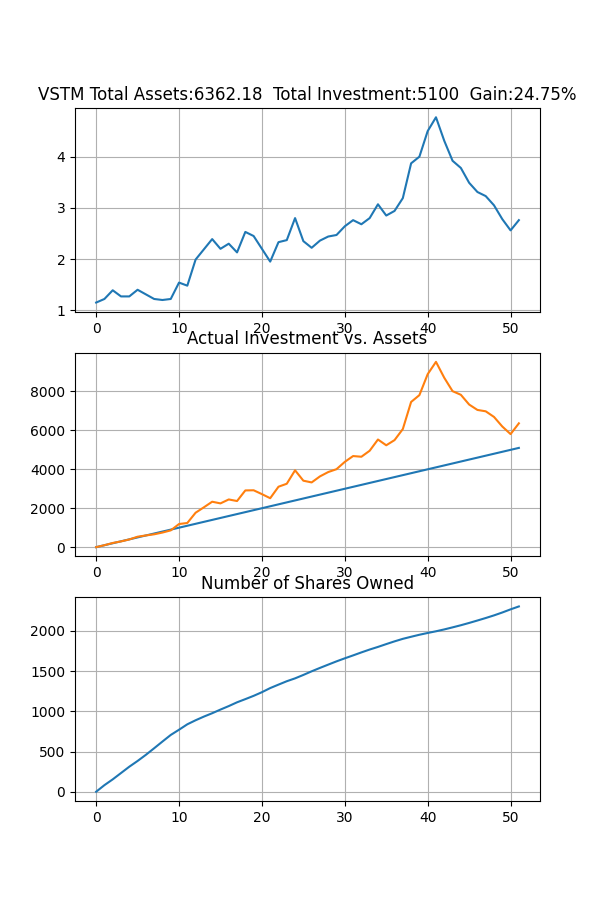 VSTM Total Assets:6362.18  Total Investment:5100  Gain:24.75%
4
3
2
1
0 10 20 30 40 50
Actual Investment vs. Assets
8000
6000
4000
2000
0
0 10 20 30 40 50
Number of Shares Owned
2000
1500
1000
500
0
0 10 20 30 40 50